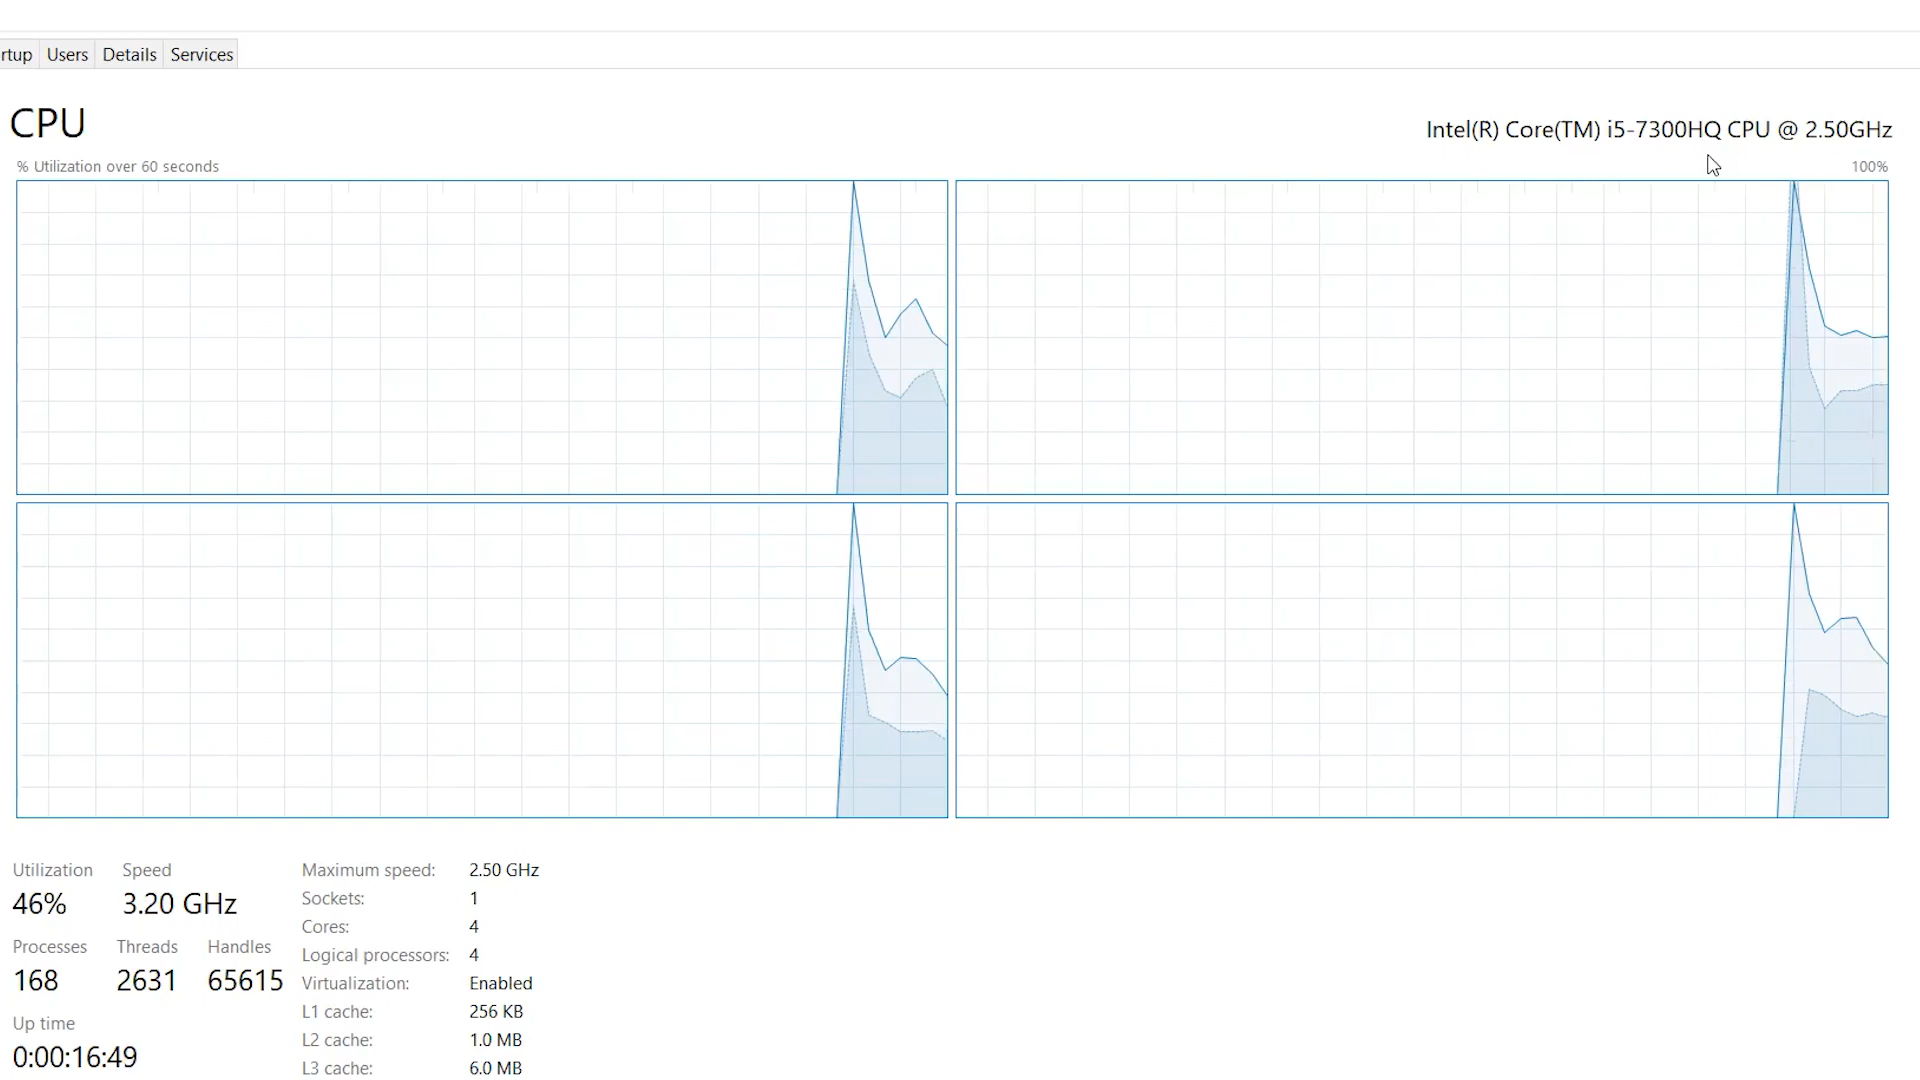 rtup Users Details Services
CPU
Intel(R) Core(TM) i5-7300HQ CPU @ 2.50GHz
% Utilization over 60 seconds
100%
Utilization Speed
46% 3.20 GHz
Processes Threads Handles
168 2631 65615
Up time
0:00:16:49
Maximum speed: 2.50 GHz
Sockets: 1
Cores: 4
Logical processors: 4
Virtualization: Enabled
L1 cache: 256 KB
L2 cache: 1.0 MB
L3 cache: 6.0 MB